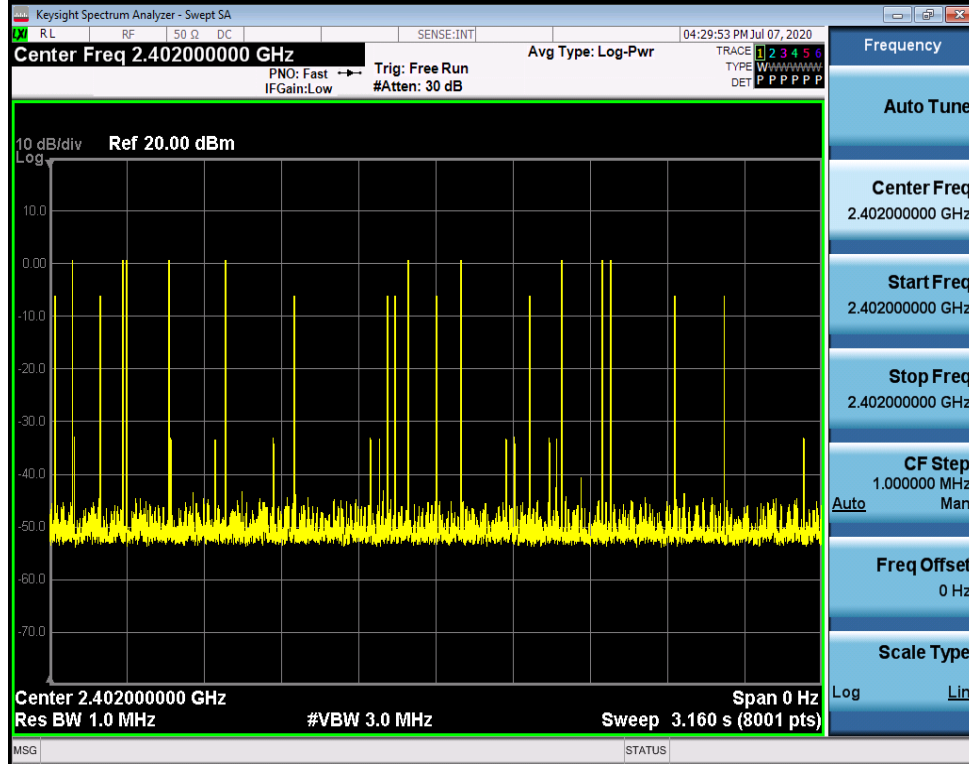 Keysight Spectrum Analyzer - Swept SA
RL RF 50 Ω DC SENSE:INT 04:29:53 PM Jul 07, 2020
Center Freq 2.402000000 GHz
PNO: Fast
IFGain:Low
Trig: Free Run
#Atten: 30 dB
Avg Type: Log-Pwr
TRACE 1 2 3 4 5 6
TYPE W W W W W W
DET P P P P P P
10 dB/div
Log
Ref 20.00 dBm
10.0
0.00
-10.0
-20.0
-30.0
-40.0
-50.0
-60.0
-70.0
Center 2.402000000 GHz
Span 0 Hz
Res BW 1.0 MHz
#VBW 3.0 MHz
Sweep 3.160 s (8001 pts)
MSG
STATUS
Frequency
Auto Tune
Center Freq
2.402000000 GHz
Start Freq
2.402000000 GHz
Stop Freq
2.402000000 GHz
CF Step
1.000000 MHz
Auto Man
Freq Offset
0 Hz
Scale Type
Log Lin